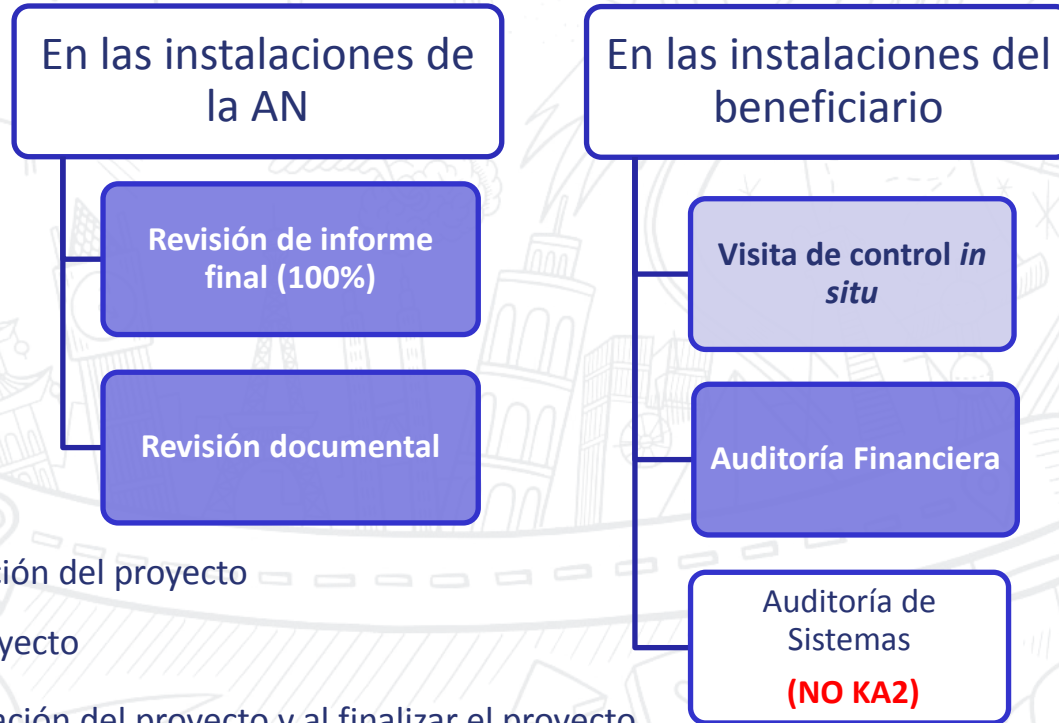 En las instalaciones de
la AN
Revisión de informe
final (100%)
Revisión documental
En las instalaciones del
beneficiario
Visita de control in
situ
Auditoría Financiera
Auditoría de
Sistemas
(NO KA2)
ción del proyecto
yecto
ación del proyecto y al finalizar el proyecto